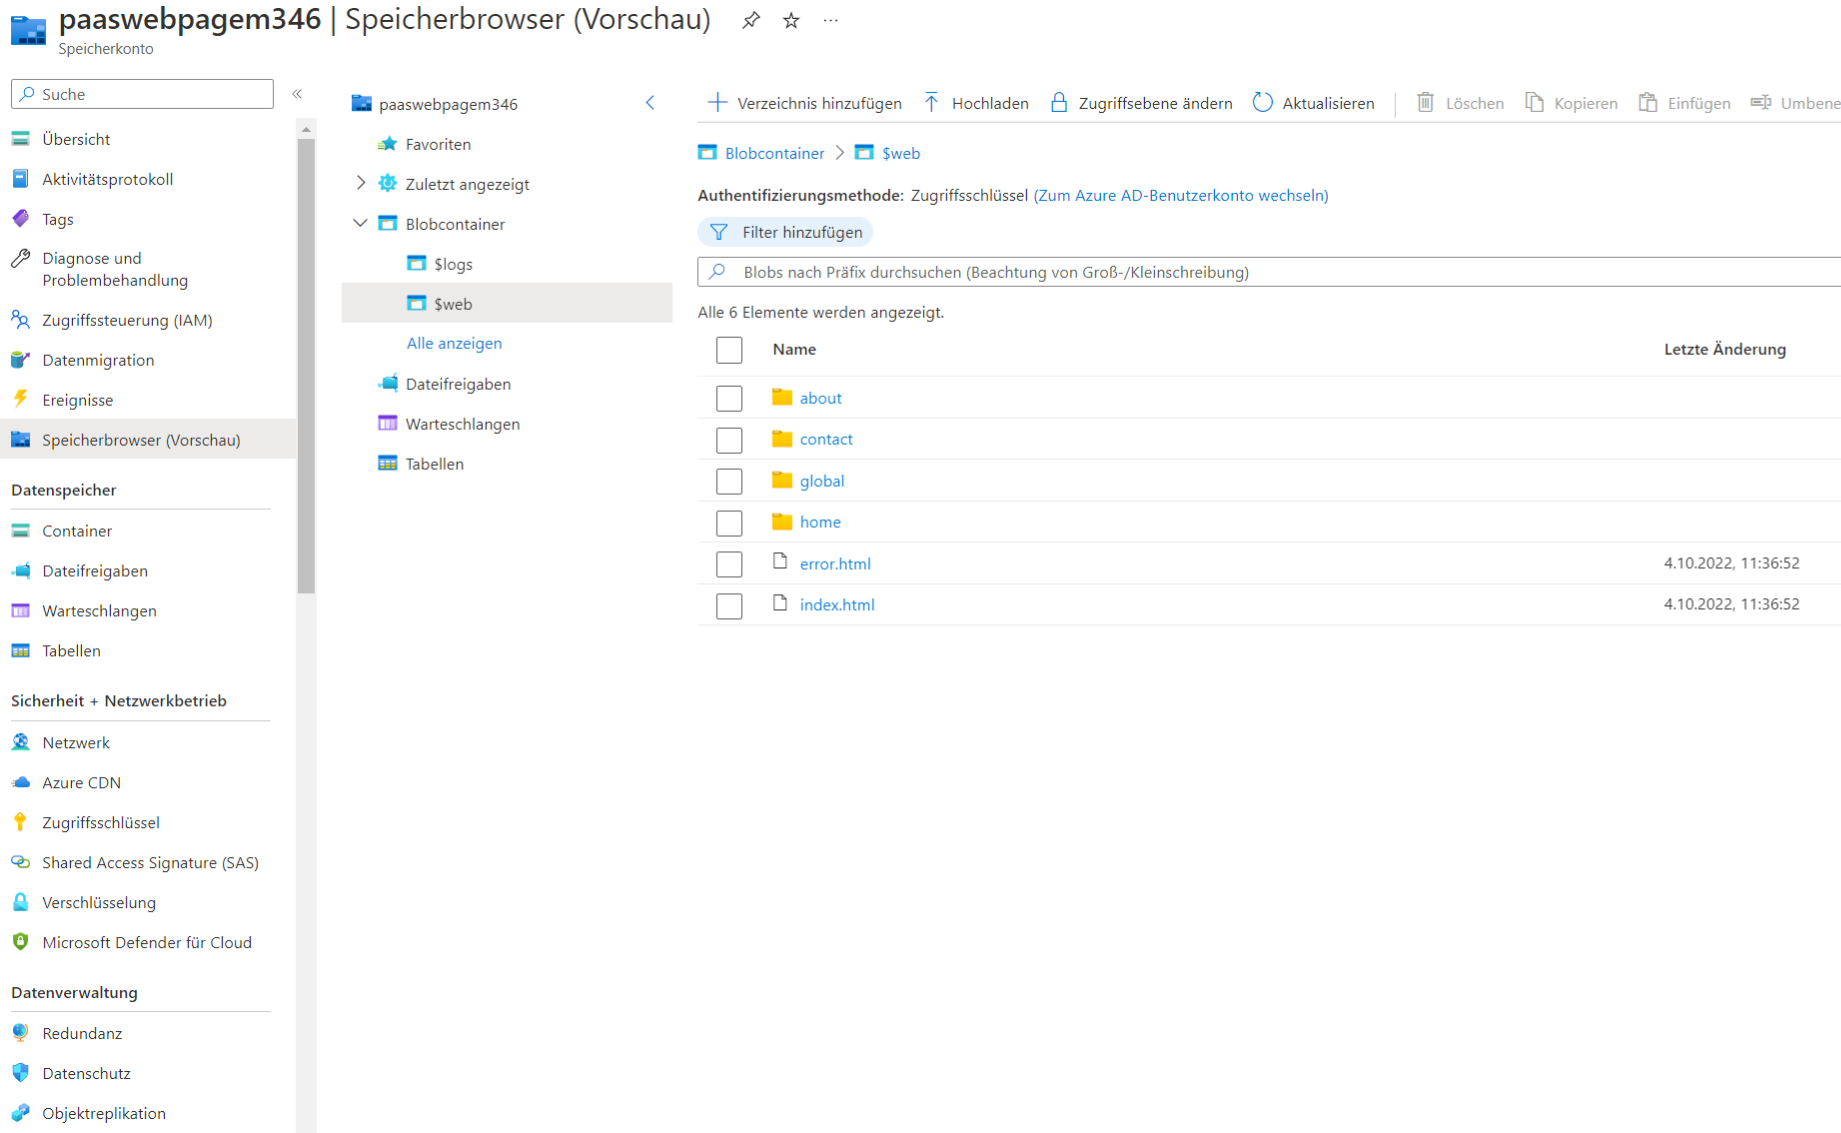 paaswebpagem346 | Speicherbrowser (Vorschau) ...
Speicherkonto
Suche
«
Übersicht
Aktivitätsprotokoll
Tags
Diagnose und
Problembehandlung
Zugriffssteuerung (IAM)
Datenmigration
Ereignisse
Speicherbrowser (Vorschau)
Datenspeicher
Container
Dateifreigaben
Warteschlangen
Tabellen
Sicherheit + Netzwerkbetrieb
Netzwerk
Azure CDN
Zugriffsschlüssel
Shared Access Signature (SAS)
Verschlüsselung
Microsoft Defender für Cloud
Datenverwaltung
Redundanz
Datenschutz
Objektreplikation
paaswebpagem346
Favoriten
Zuletzt angezeigt
Blobcontainer
$logs
$web
Alle anzeigen
Dateifreigaben
Warteschlangen
Tabellen
Verzeichnis hinzufügen Hochladen Zugriffsebene ändern Aktualisieren Löschen Kopieren Einfügen Umbene
Blobcontainer > $web
Authentifizierungsmethode: Zugriffsschlüssel (Zum Azure AD-Benutzerkonto wechseln)
Filter hinzufügen
Blobs nach Präfix durchsuchen (Beachtung von Groß-/Kleinschreibung)
Alle 6 Elemente werden angezeigt.
Name Letzte Änderung
about
contact
global
home
error.html 4.10.2022, 11:36:52
index.html 4.10.2022, 11:36:52